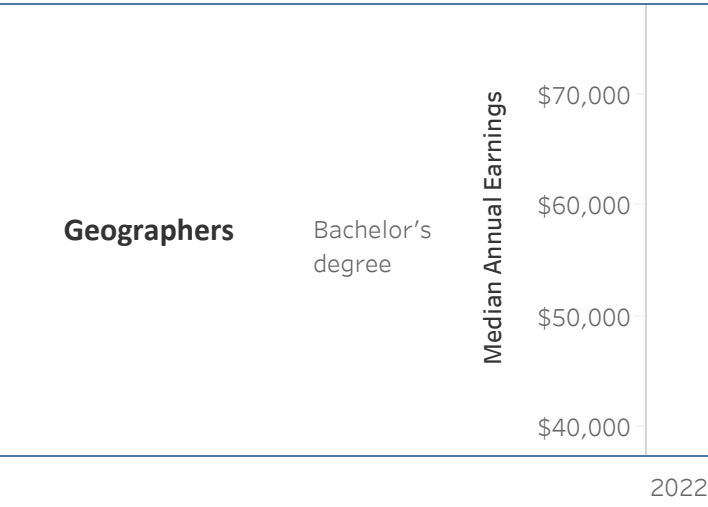 Geographers
Bachelor’s
degree
Median Annual Earnings
$70,000
$60,000
$50,000
$40,000
2022